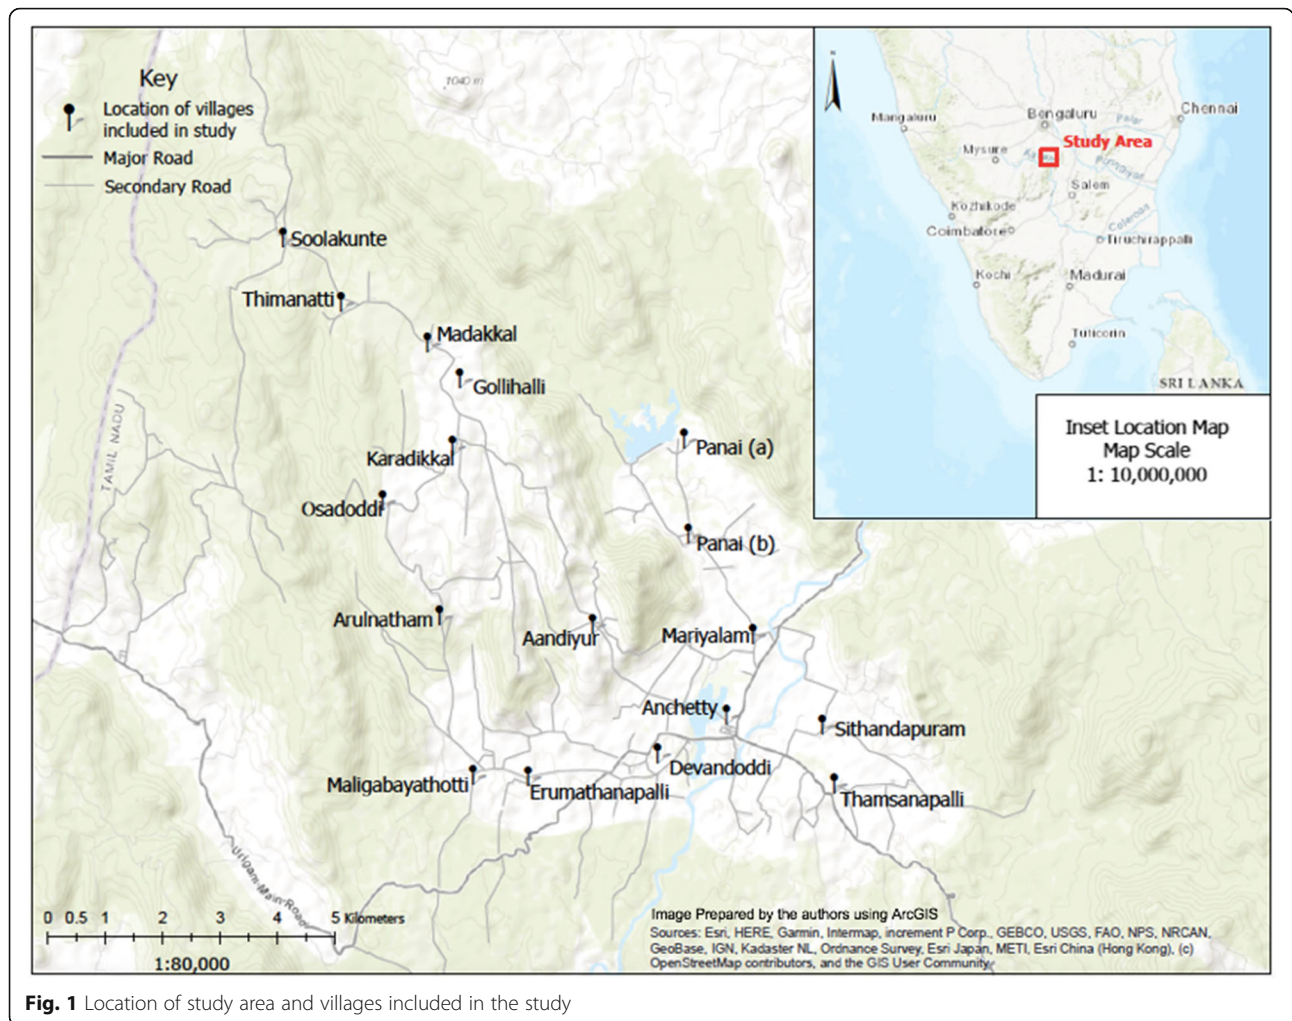 Key
Location of villages
included in study
Major Road
Secondary Road
1040 m
TAMIL NADU
Soolakunte
Thimanatti
Madakkal
Gollihalli
Karadikkal
Osadoddi
Panai (a)
Panai (b)
Arulnatham
Aandiyur
Mariyalam
Anchetty
Sithandapuram
Devandoddi
Maligabayathotti
Erumathanapalli
Thamsanapalli
Urigam Main Road
0 0.5 1 2 3 4 5 Kilometers
1:80,000
N
Mangaluru
Bengaluru
Chennai
Palar
Study Area
Mysure
Ponnaiyar
Salem
Kozhikode
Coimbatore
Coleroon
Tiruchirappalli
Kochi
Madurai
Tuticorin
SRI LANKA
Inset Location Map
Map Scale
1: 10,000,000
Image Prepared by the authors using ArcGIS
Sources: Esri, HERE, Garmin, Intermap, increment P Corp., GEBCO, USGS, FAO, NPS, NRCAN,
GeoBase, IGN, Kadaster NL, Ordnance Survey, Esri Japan, METI, Esri China (Hong Kong), (c)
OpenStreetMap contributors, and the GIS User Community
Fig. 1 Location of study area and villages included in the study